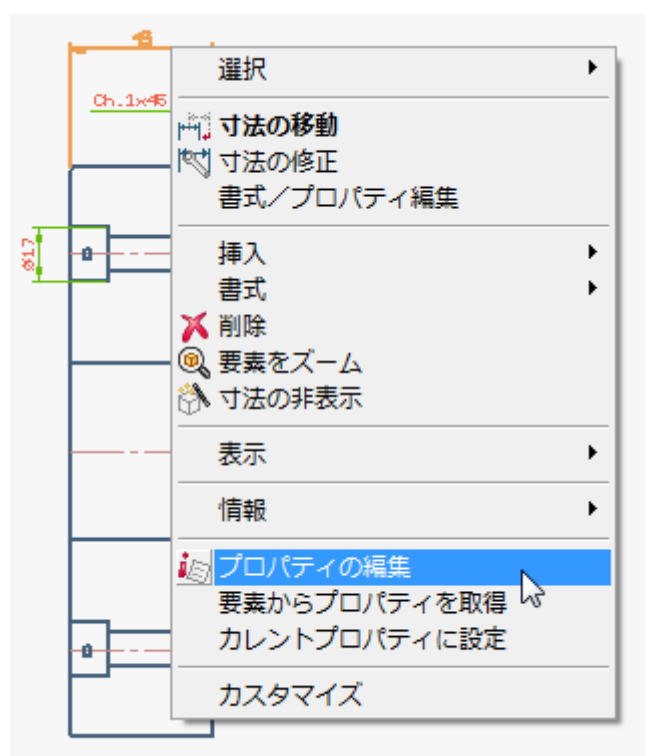 選択
Ch.1x45
寸法の移動
寸法の修正
書式／プロパティ編集
ø17
挿入
書式
削除
要素をズーム
寸法の非表示
表示
情報
プロパティの編集
要素からプロパティを取得
カレントプロパティに設定
カスタマイズ